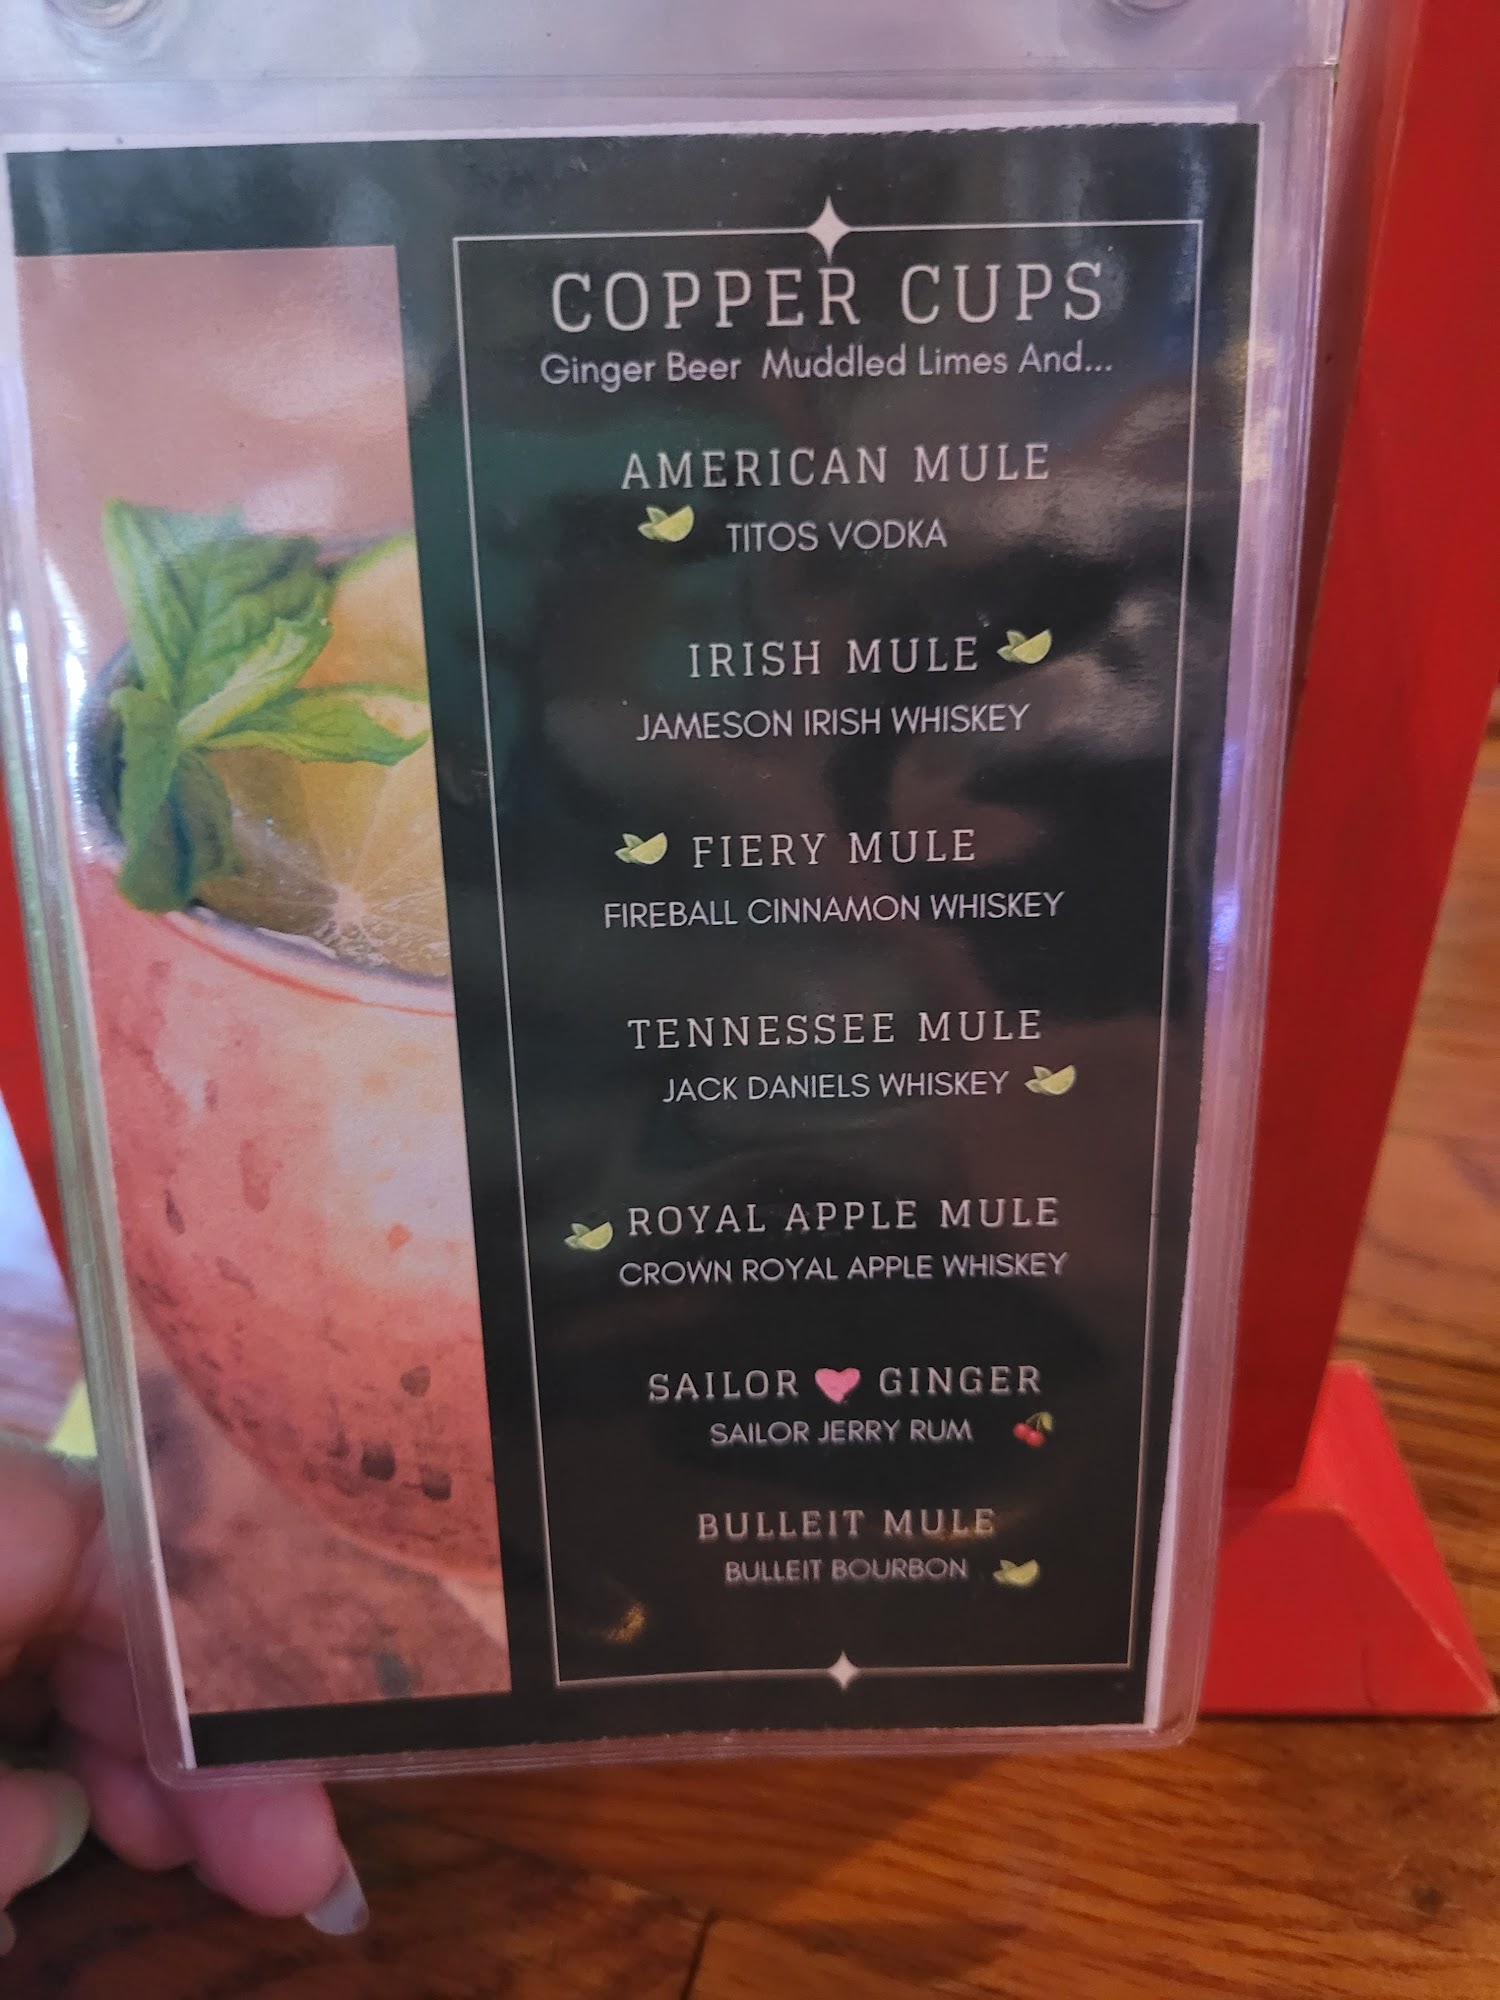 COPPER CUPS
Ginger Beer Muddled Limes And...
AMERICAN MULE
TITOS VODKA
IRISH MULE
JAMESON IRISH WHISKEY
FIERY MULE
FIREBALL CINNAMON WHISKEY
TENNESSEE MULE
JACK DANIELS WHISKEY
ROYAL APPLE MULE
CROWN ROYAL APPLE WHISKEY
SAILOR GINGER
SAILOR JERRY RUM
BULLEIT MULE
BULLEIT BOURBON